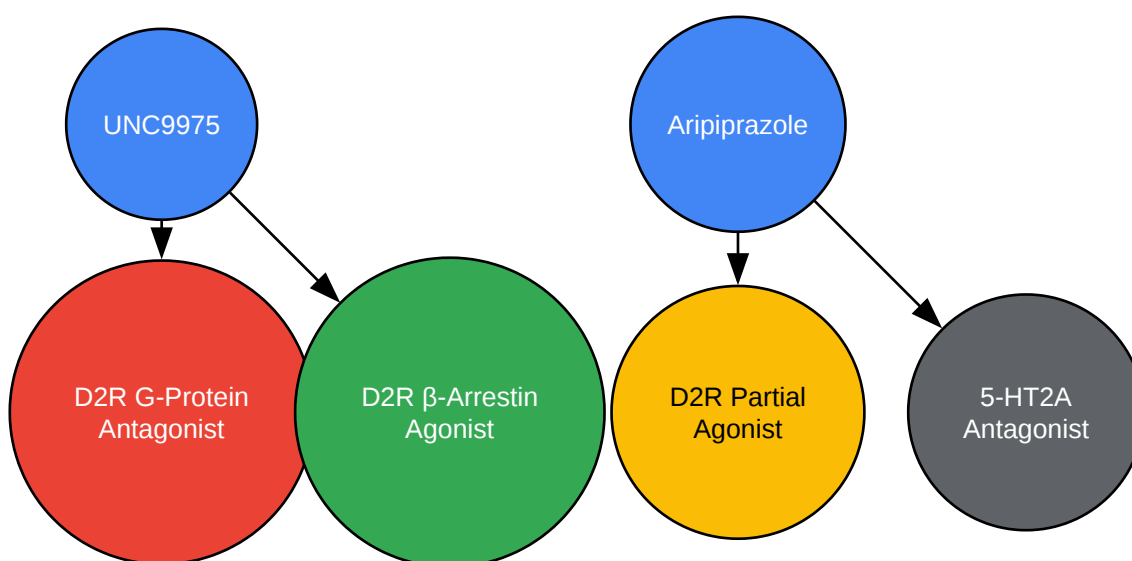 UNC9975
Aripiprazole
D2R G-Protein
Antagonist
D2R β-Arrestin
Agonist
D2R Partial
Agonist
5-HT2A
Antagonist